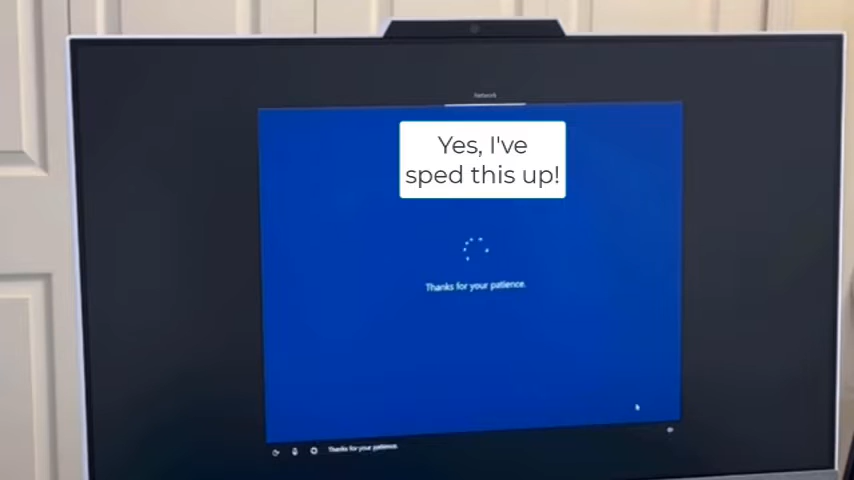 Network
Yes, I've
sped this up!
Thanks for your patience.
Thanks for your patience.